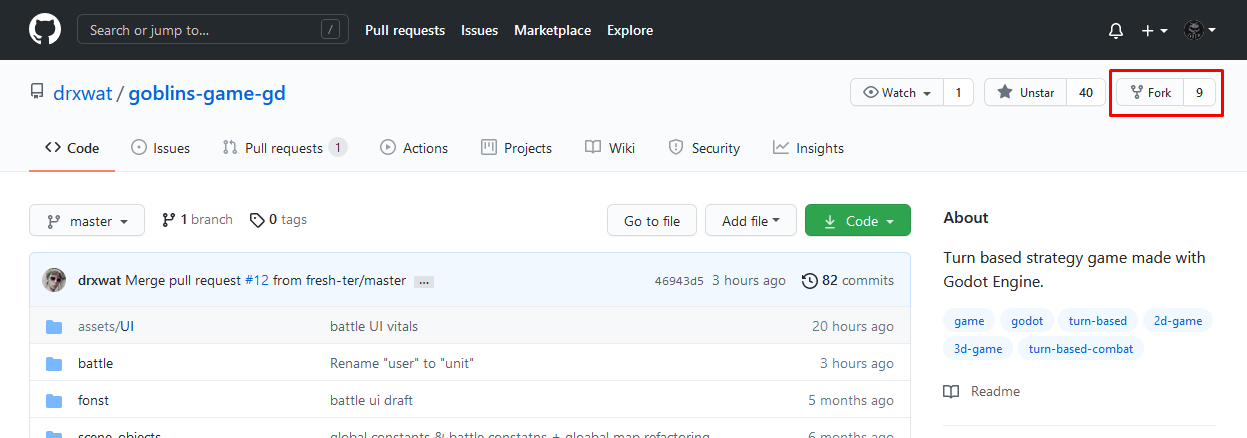 Search or jump to... / Pull requests Issues Marketplace Explore
drxwat / goblins-game-gd Watch 1 Unstar 40 Fork 9
Code Issues Pull requests 1 Actions Projects Wiki Security Insights
master 1 branch 0 tags Go to file Add file Code
drxwat Merge pull request #12 from fresh-ter/master ... 46943d5 3 hours ago 82 commits
assets/UI battle UI vitals 20 hours ago
battle Rename "user" to "unit" 3 hours ago
fonst battle ui draft 5 months ago
scene_objects global constants & battle constatns + gloabal map refactoring 6 months ago
About
Turn based strategy game made with
Godot Engine.
game godot turn-based 2d-game
3d-game turn-based-combat
Readme